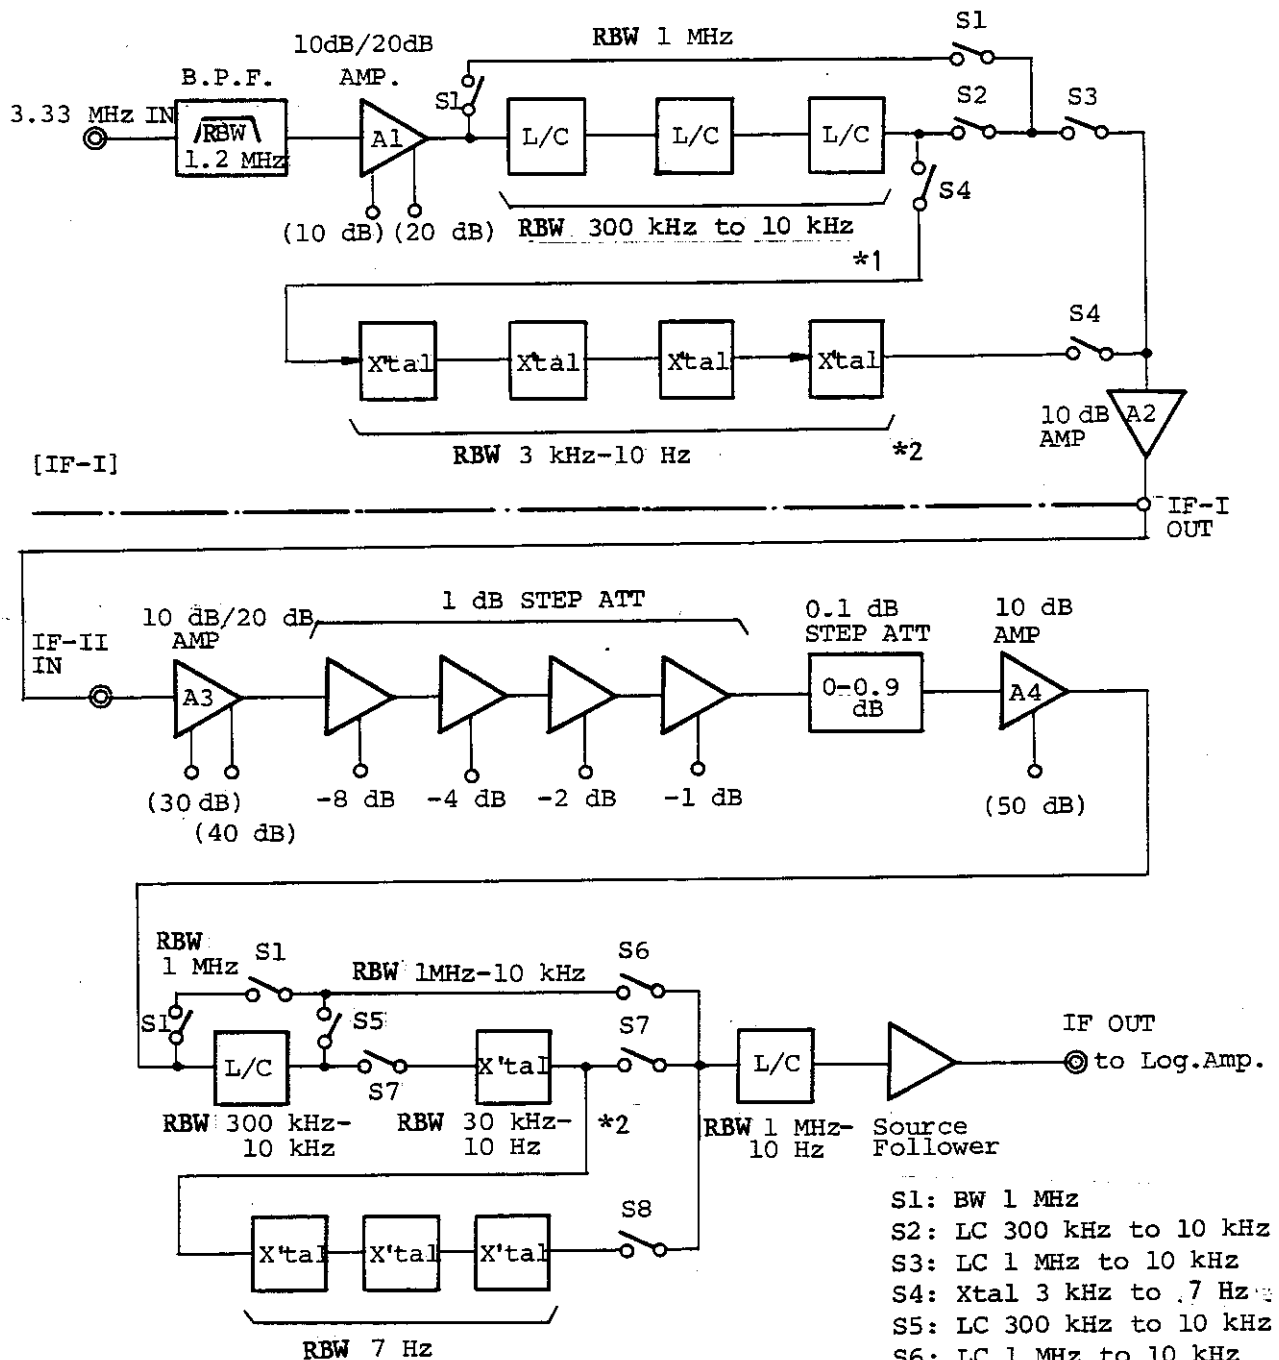 S1
10dB/20dB
AMP.
RBW 1 MHz
B.P.F.
S1
S2
S3
3.33 MHz IN
RBW
1.2 MHz
A1
L/C
L/C
L/C
S4
(10 dB)
(20 dB)
RBW 300 kHz to 10 kHz
*1
S4
X'tal
X'tal
X'tal
X'tal
10 dB
AMP
A2
RBW 3 kHz-10 Hz
*2
[IF-I]
IF-I
OUT
10 dB/20 dB
AMP
1 dB STEP ATT
0.1 dB
STEP ATT
10 dB
AMP
IF-II
IN
A3
0-0.9
dB
A4
(30 dB)
(40 dB)
-8 dB
-4 dB
-2 dB
-1 dB
(50 dB)
RBW
1 MHz
S1
RBW 1MHz-10 kHz
S6
S1
S5
S7
IF OUT
to Log.Amp.
L/C
S7
X'tal
L/C
RBW 300 kHz-
10 kHz
RBW 30 kHz-
10 Hz
*2
RBW 1 MHz-
10 Hz
Source
Follower
S8
X'tal
X'tal
X'tal
RBW 7 Hz
S1: BW 1 MHz
S2: LC 300 kHz to 10 kHz
S3: LC 1 MHz to 10 kHz
S4: Xtal 3 kHz to .7 Hz
S5: LC 300 kHz to 10 kHz
S6: LC 1 MHz to 10 kHz